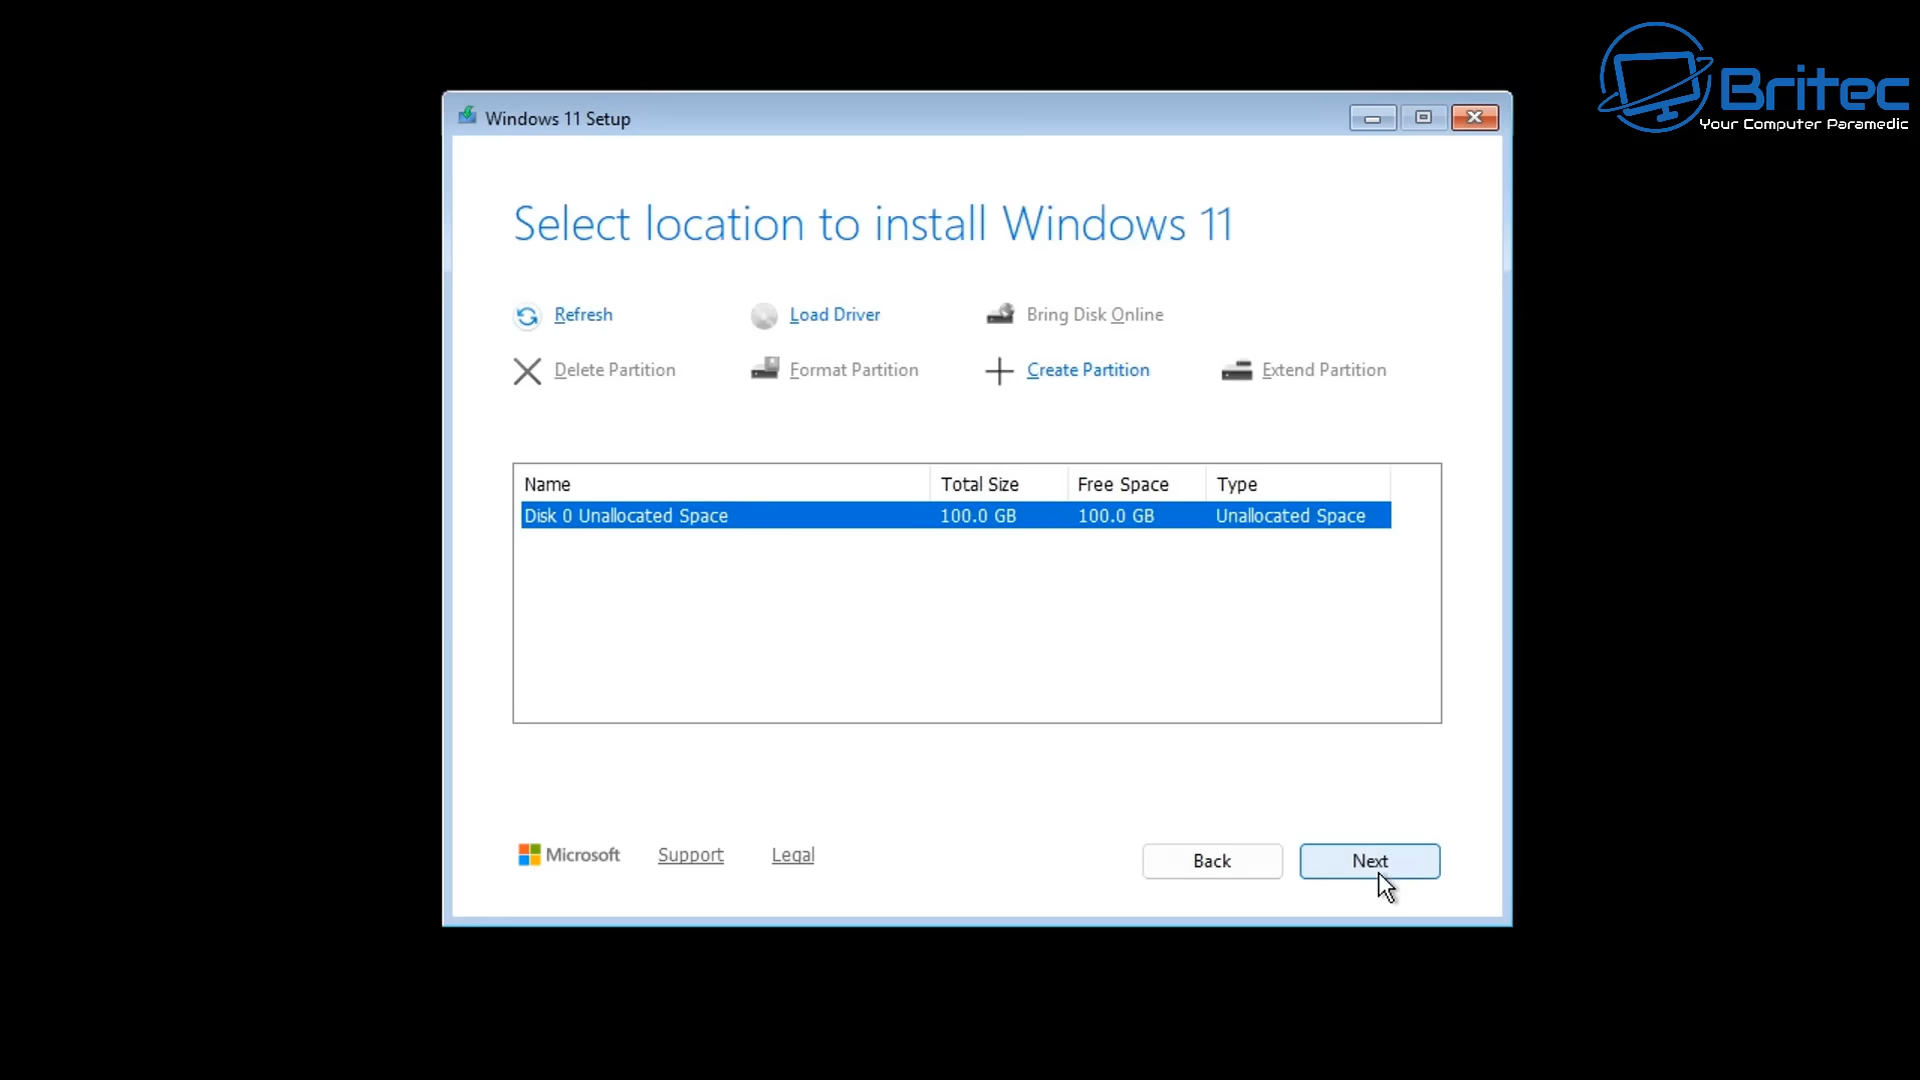 Britec
Your Computer Paramedic
Windows 11 Setup
Select location to install Windows 11
Refresh Load Driver Bring Disk Online
Delete Partition Format Partition Create Partition Extend Partition
Name Total Size Free Space Type
Disk 0 Unallocated Space 100.0 GB 100.0 GB Unallocated Space
Microsoft Support Legal Back Next